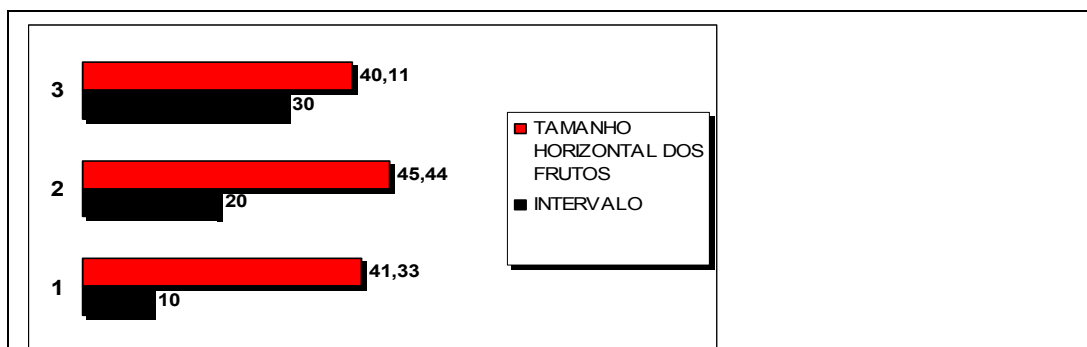 3
40,11
30
2
45,44
20
1
41,33
10
TAMANHO
HORIZONTAL DOS
FRUTOS
INTERVALO